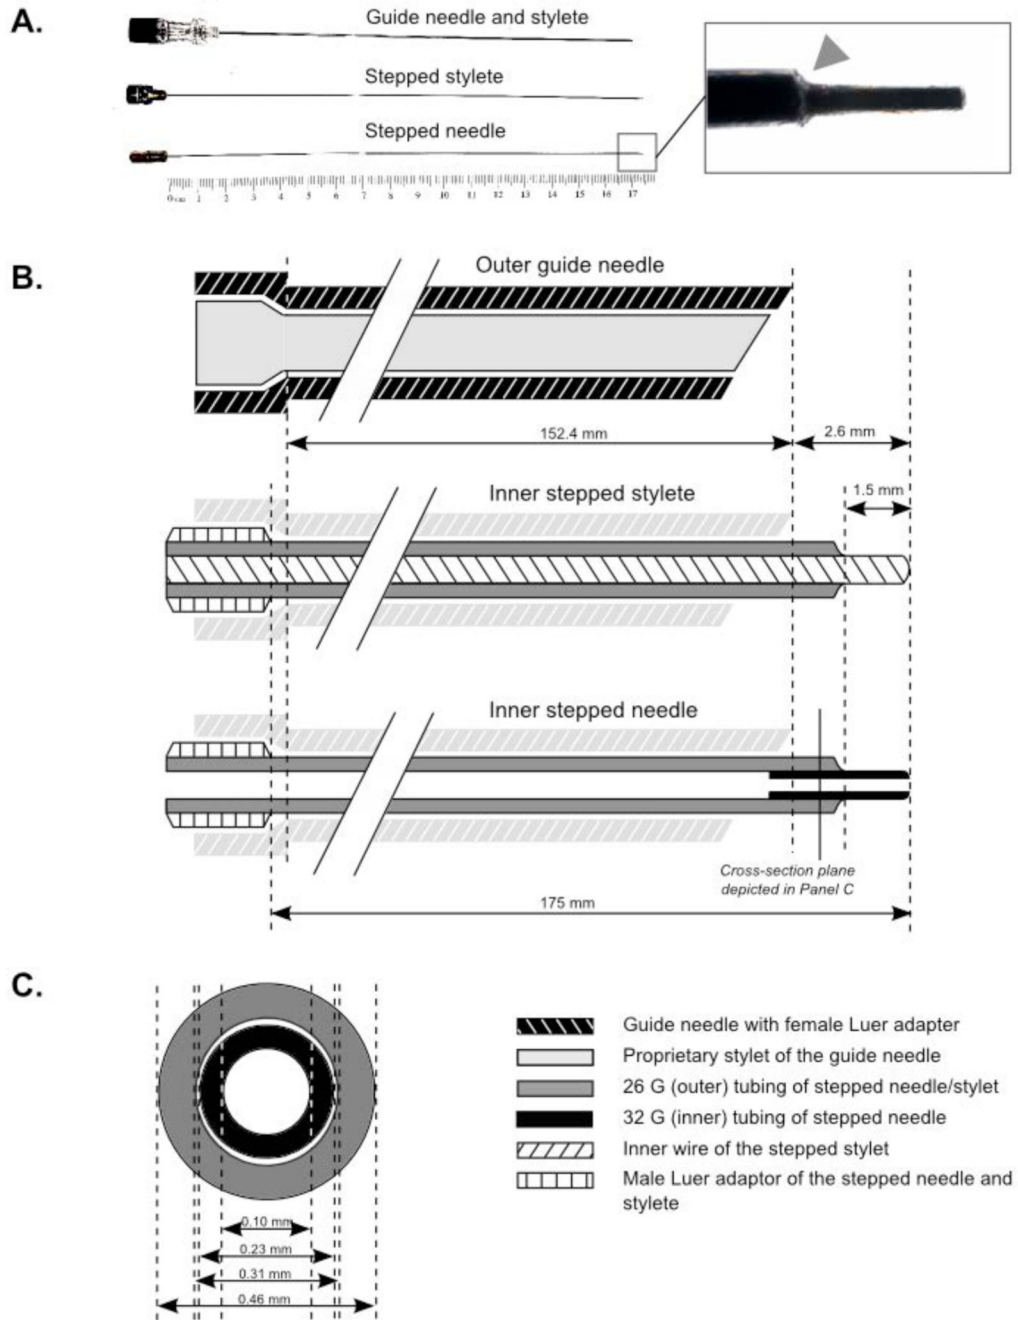 A.
Guide needle and stylete
Stepped stylete
Stepped needle
0 cm 1 2 3 4 5 6 7 8 9 10 11 12 13 14 15 16 17
B.
Outer guide needle
152.4 mm
2.6 mm
Inner stepped stylete
1.5 mm
Inner stepped needle
Cross-section plane
depicted in Panel C
175 mm
C.
Guide needle with female Luer adapter
Proprietary stylet of the guide needle
26 G (outer) tubing of stepped needle/stylet
32 G (inner) tubing of stepped needle
Inner wire of the stepped stylet
Male Luer adaptor of the stepped needle and
stylete
0.10 mm
0.23 mm
0.31 mm
0.46 mm